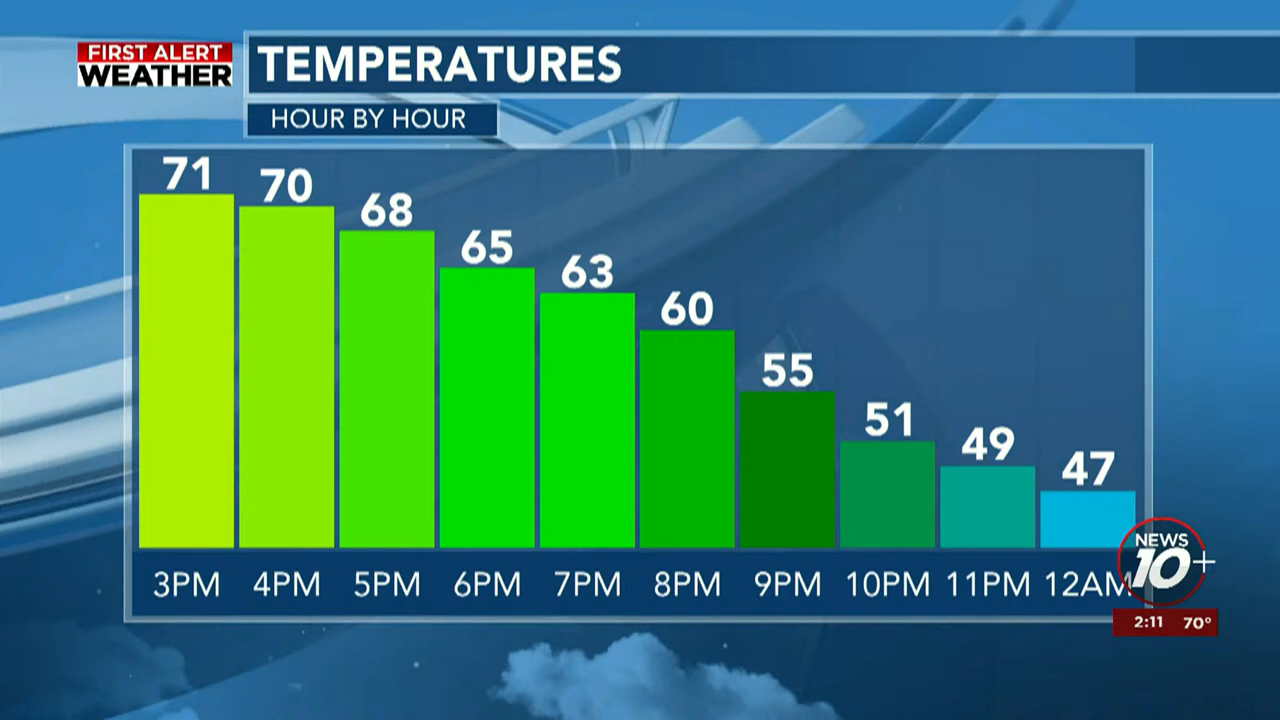 FIRST ALERT
WEATHER
TEMPERATURES
HOUR BY HOUR
71 70 68 65 63 60 55 51 49 47
3PM 4PM 5PM 6PM 7PM 8PM 9PM 10PM 11PM 12AM
NEWS
10+
2:11 70°